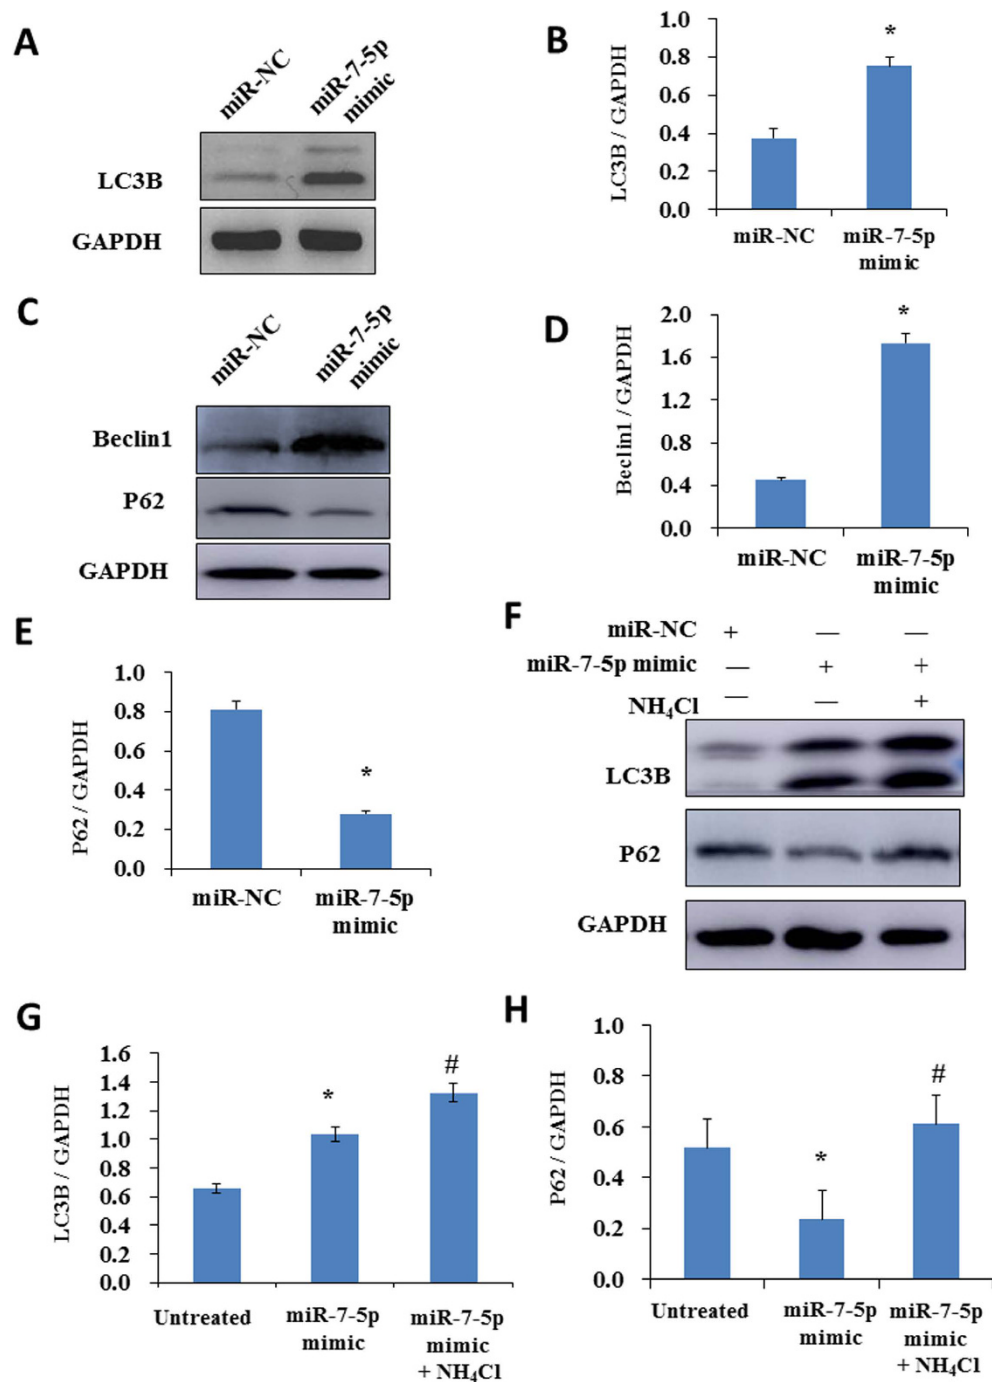 A
miR-NC
miR-7-5p
mimic
LC3B
GAPDH
B
LC3B / GAPDH
1.0
0.8
0.6
0.4
0.2
0.0
*
miR-NC
miR-7-5p
mimic
C
miR-NC
miR-7-5p
mimic
Beclin1
P62
GAPDH
D
Beclin1 / GAPDH
2.0
1.6
1.2
0.8
0.4
0.0
*
miR-NC
miR-7-5p
mimic
E
P62 / GAPDH
1.0
0.8
0.6
0.4
0.2
0.0
*
miR-NC
miR-7-5p
mimic
F
miR-NC + — —
miR-7-5p mimic — + +
NH₄Cl — — +
LC3B
P62
GAPDH
G
LC3B / GAPDH
1.6
1.4
1.2
1.0
0.8
0.6
0.4
0.2
0.0
*
#
Untreated
miR-7-5p
mimic
miR-7-5p
mimic
+ NH₄Cl
H
P62 / GAPDH
1.0
0.8
0.6
0.4
0.2
0.0
*
#
Untreated
miR-7-5p
mimic
miR-7-5p
mimic
+ NH₄Cl